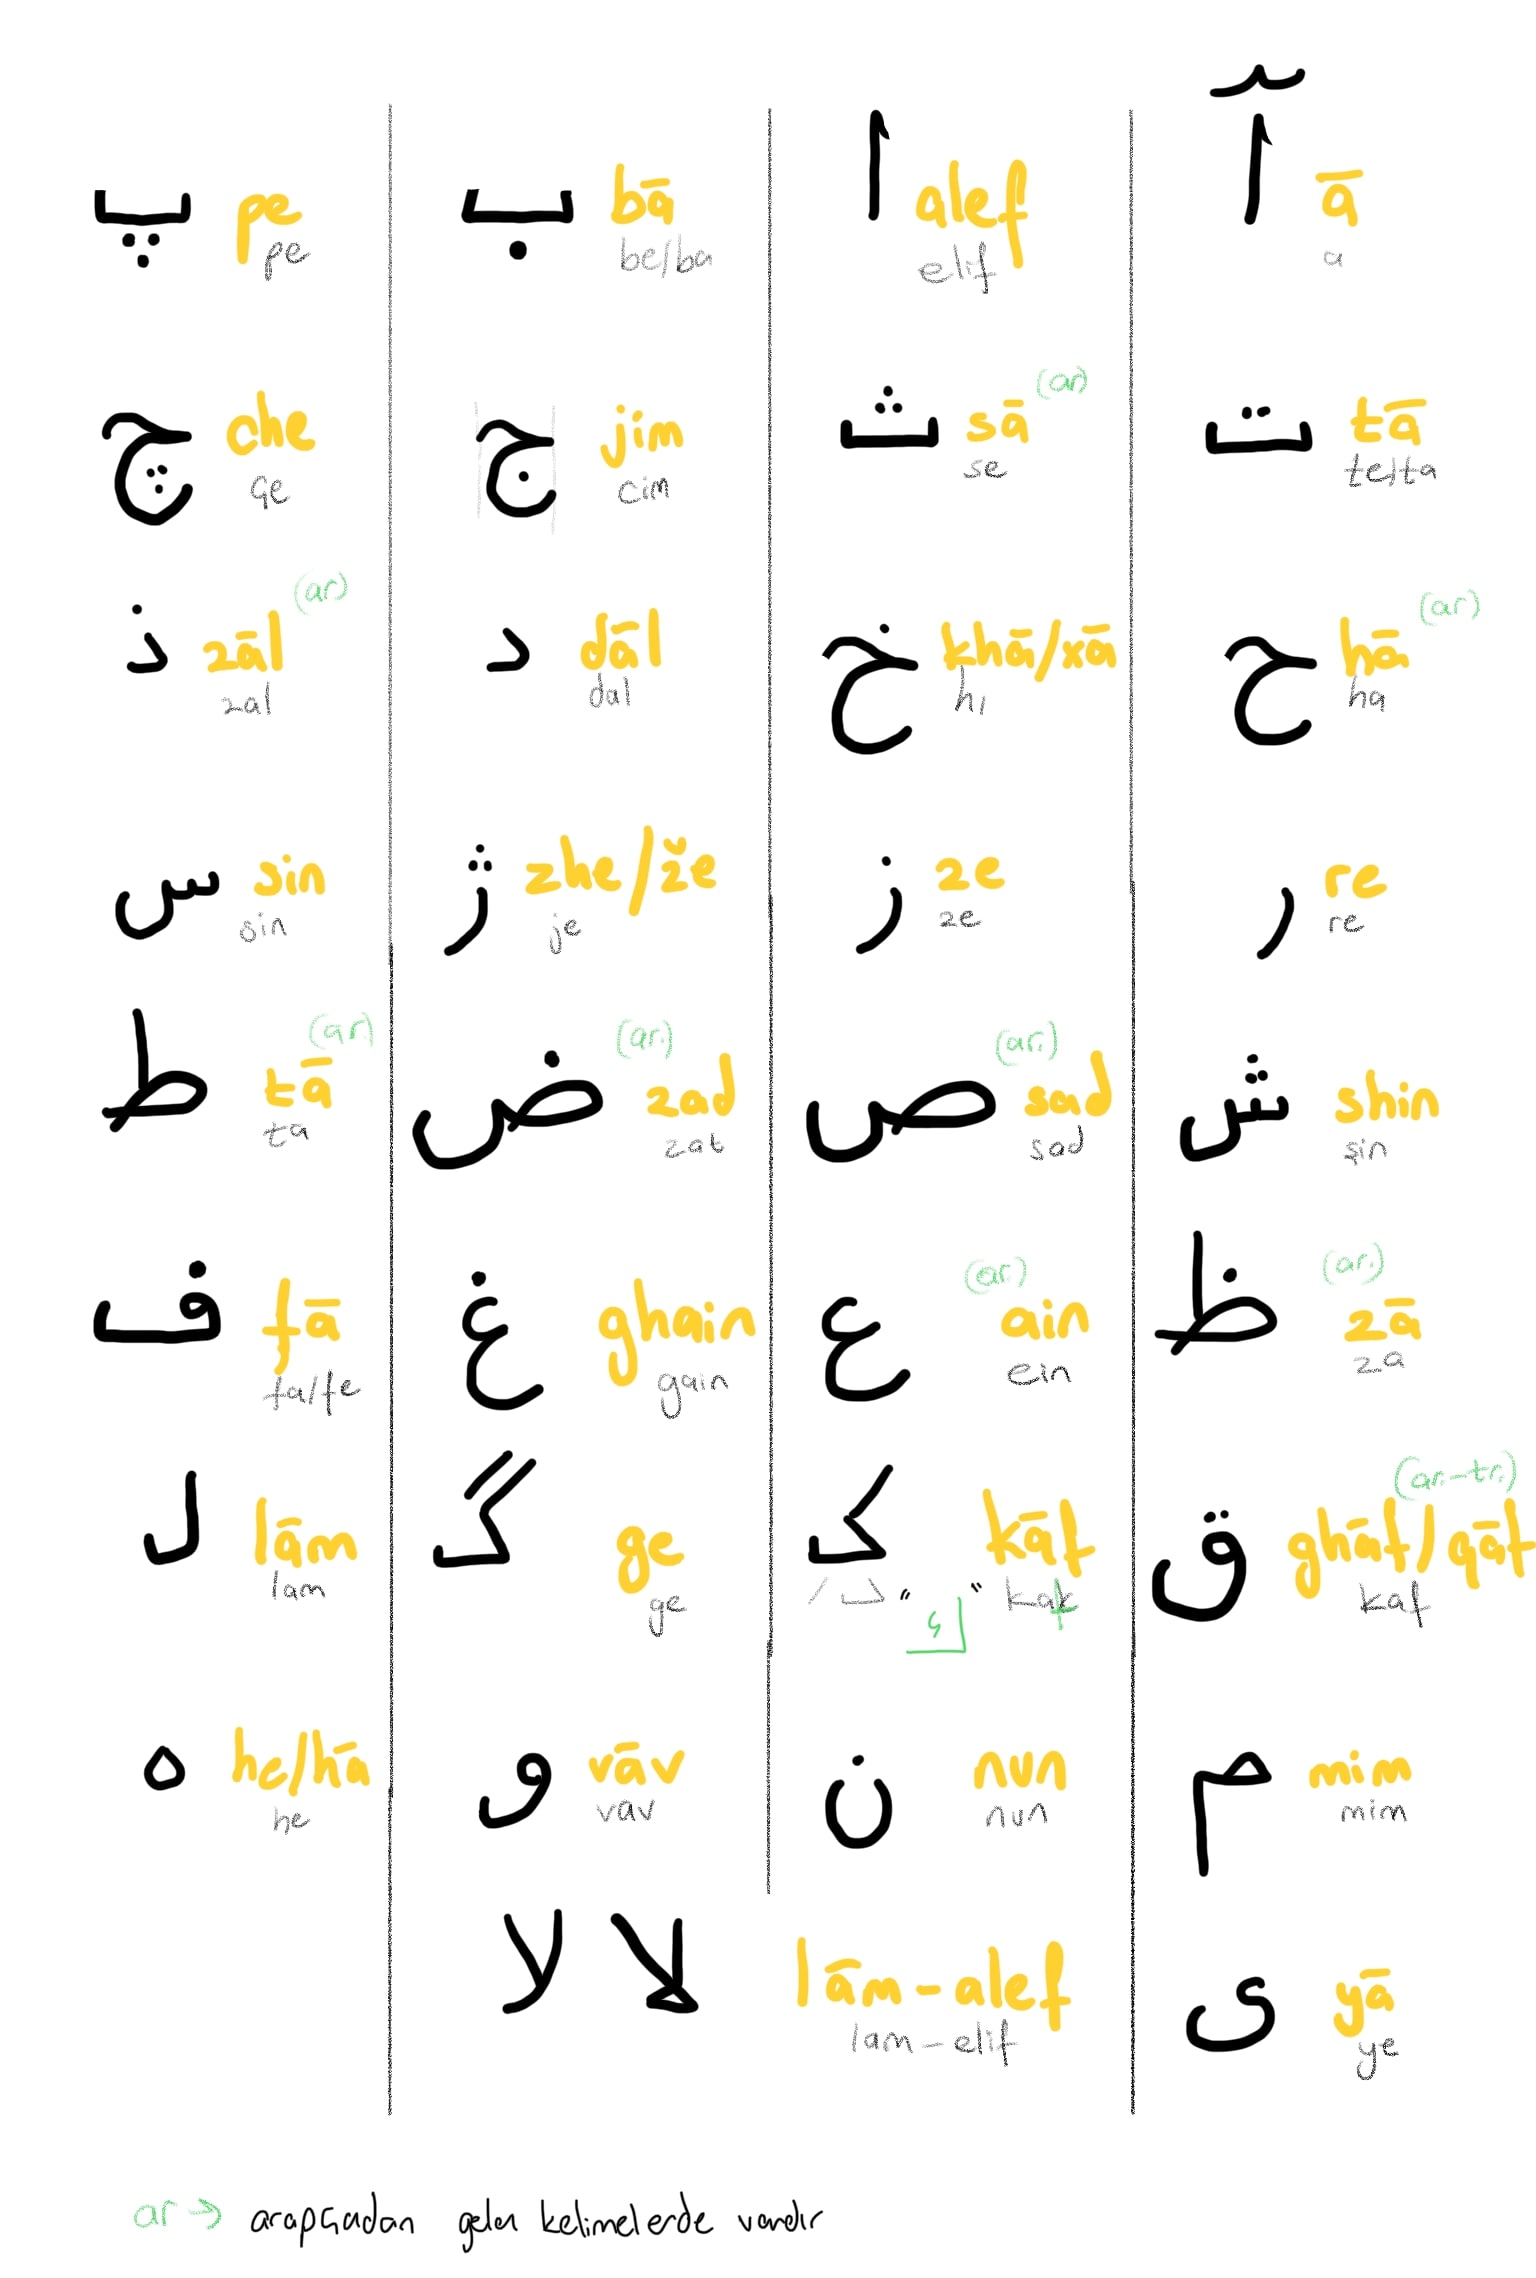 آ ā ا alef ب bā پ pe
a elif be/ba pe
ت tā ث sā (ar) ج jim چ che
te/ta se cim çe
ح hā (ar) خ khā/xā د dāl ذ zāl (ar)
ha hı dal zal
ر re ز ze ژ zhe/že س sin
re ze je sin
ش shin ص sad (ar.) ض zad (ar.) ط tā (ar.)
şin sad zat ta
ظ zā (ar.) ع ain (ar.) غ ghain ف fā
za ein gain fa/fe
ق ghāf/qāf (ar.-tr.) ک kāf گ ge ل lām
kaf kaf " ك " ge lam
م mim ن nun و vāv ه he/hā
mim nun vav he
ی yā لا لا lām-alef
ye lam-elif
ar → arapçadan gelen kelimelerde vardır